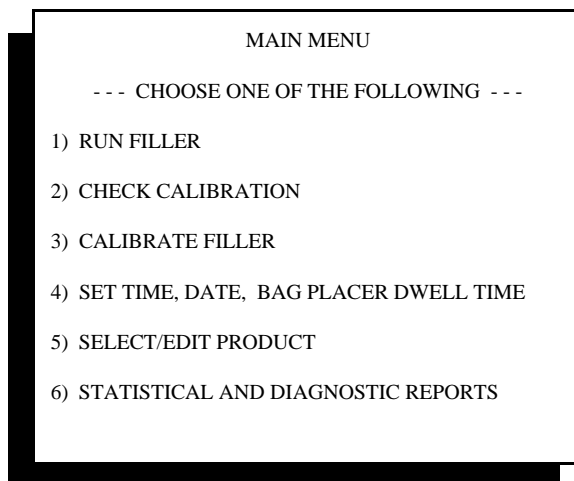 MAIN MENU
- - - CHOOSE ONE OF THE FOLLOWING - - -
1) RUN FILLER
2) CHECK CALIBRATION
3) CALIBRATE FILLER
4) SET TIME, DATE, BAG PLACER DWELL TIME
5) SELECT/EDIT PRODUCT
6) STATISTICAL AND DIAGNOSTIC REPORTS